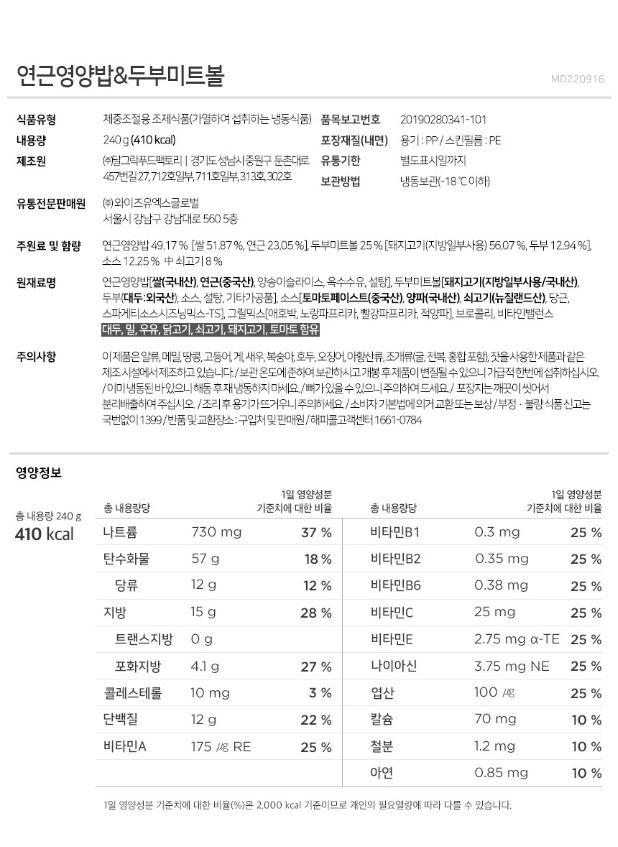 연근영양밥&두부미트볼
MD220916
식품유형 체중조절용 조제식품(가열하여 섭취하는 냉동식품) 품목보고번호 20190280341-101
내용량 240 g (410 kcal) 포장재질(내면) 용기 : PP / 스킨필름 : PE
제조원 ㈜달그락푸드팩토리 | 경기도 성남시 중원구 둔촌대로 유통기한 별도표시일까지
457번길 27, 712호일부, 711호일부, 313호, 302호 보관방법 냉동보관(-18℃ 이하)
유통전문판매원 ㈜와이즈유엑스글로벌
서울시 강남구 강남대로 560 5층
주원료 및 함량 연근영양밥 49.17 % [쌀 51.87 %, 연근 23.05 %], 두부미트볼 25 % [돼지고기(지방일부사용) 56.07 %, 두부 12.94 %],
소스 12.25 % 中 쇠고기 8 %
원재료명 연근영양밥[쌀(국내산), 연근(중국산), 양송이슬라이스, 옥수수유, 설탕], 두부미트볼[돼지고기(지방일부사용/국내산),
두부(대두:외국산), 소스, 설탕, 기타가공품], 소스[토마토페이스트(중국산), 양파(국내산), 쇠고기(뉴질랜드산), 당근,
스파게티소스시즈닝믹스-TS], 그릴믹스[애호박, 노랑파프리카, 빨강파프리카, 적양파], 브로콜리, 비타민밸런스
대두, 밀, 우유, 닭고기, 쇠고기, 돼지고기, 토마토 함유
주의사항 이 제품은 알류, 메밀, 땅콩, 고등어, 게, 새우, 복숭아, 호두, 오징어, 아황산류, 조개류(굴, 전복, 홍합 포함), 잣을 사용한 제품과 같은
제조 시설에서 제조하고 있습니다./ 보관 온도에 준하여 보관하시고 개봉 후 제품이 변질될 수 있으니 가급적 한번에 섭취하십시오.
/ 이미 냉동된 바 있으니 해동 후 재 냉동하지 마세요. / 뼈가 있을 수 있으니 주의하여 드세요. / 포장지는 깨끗이 씻어서
분리배출하여 주십시오. / 조리 후 용기가 뜨거우니 주의하세요. / 소비자 기본법에 의거 교환 또는 보상 / 부정·불량 식품 신고는
국번없이 1399 / 반품 및 교환장소 : 구입처 및 판매원 / 해피콜고객센터 1661-0784
영양정보
총 내용량 240 g
410 kcal
총 내용량당 1일 영양성분 기준치에 대한 비율
나트륨 730 mg 37 %
탄수화물 57 g 18 %
당류 12 g 12 %
지방 15 g 28 %
트랜스지방 0 g
포화지방 4.1 g 27 %
콜레스테롤 10 mg 3 %
단백질 12 g 22 %
비타민A 175 ㎍ RE 25 %
총 내용량당 1일 영양성분 기준치에 대한 비율
비타민B1 0.3 mg 25 %
비타민B2 0.35 mg 25 %
비타민B6 0.38 mg 25 %
비타민C 25 mg 25 %
비타민E 2.75 mg α-TE 25 %
나이아신 3.75 mg NE 25 %
엽산 100 ㎍ 25 %
칼슘 70 mg 10 %
철분 1.2 mg 10 %
아연 0.85 mg 10 %
1일 영양성분 기준치에 대한 비율(%)은 2,000 kcal 기준이므로 개인의 필요열량에 따라 다를 수 있습니다.